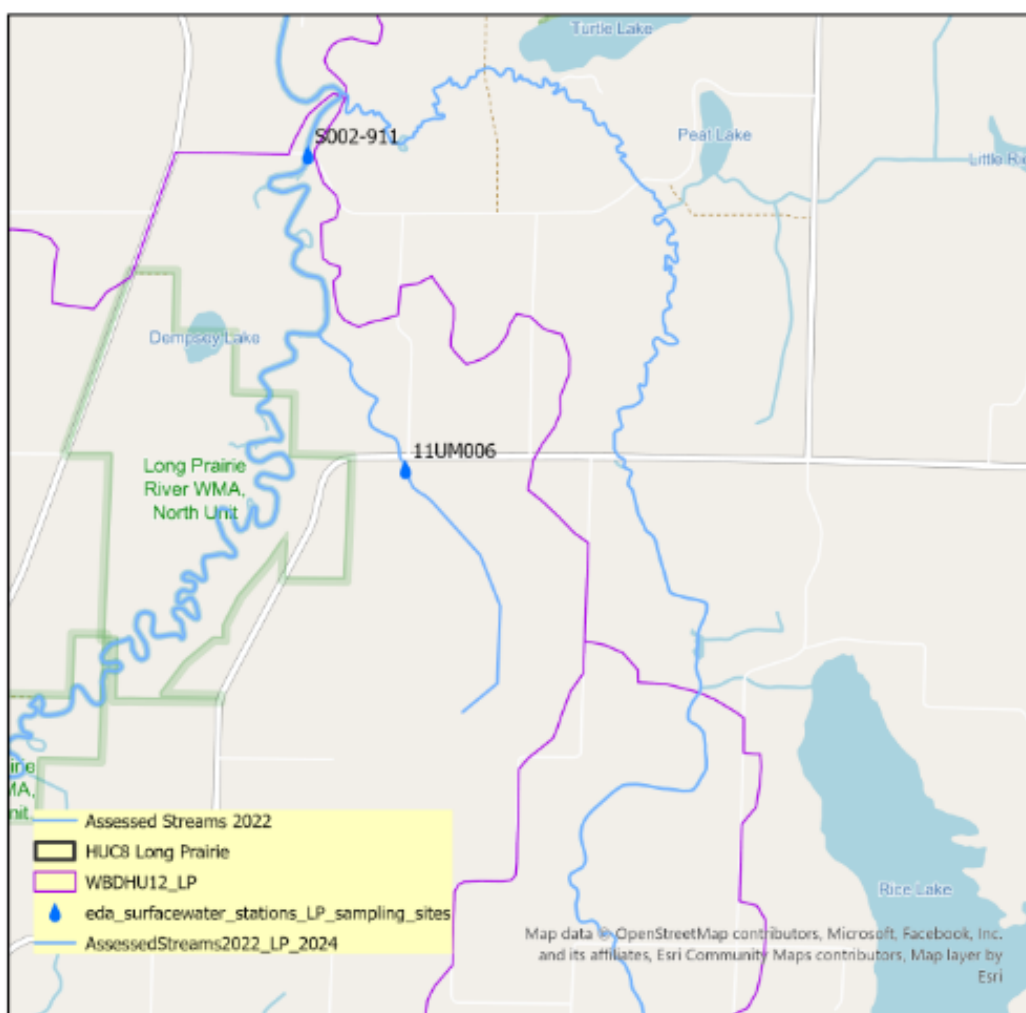 Turtle Lake
S002-911
Peat Lake
Dempsey Lake
11UM006
Long Prairie
River WMA,
North Unit
Assessed Streams 2022
HUC8 Long Prairie
WBDHU12_LP
eda_surfacewater_stations_LP_sampling_sites
AssessedStreams2022_LP_2024
Rice Lake
Map data © OpenStreetMap contributors, Microsoft, Facebook, Inc.
and its affiliates, Esri Community Maps contributors, Map layer by
Esri